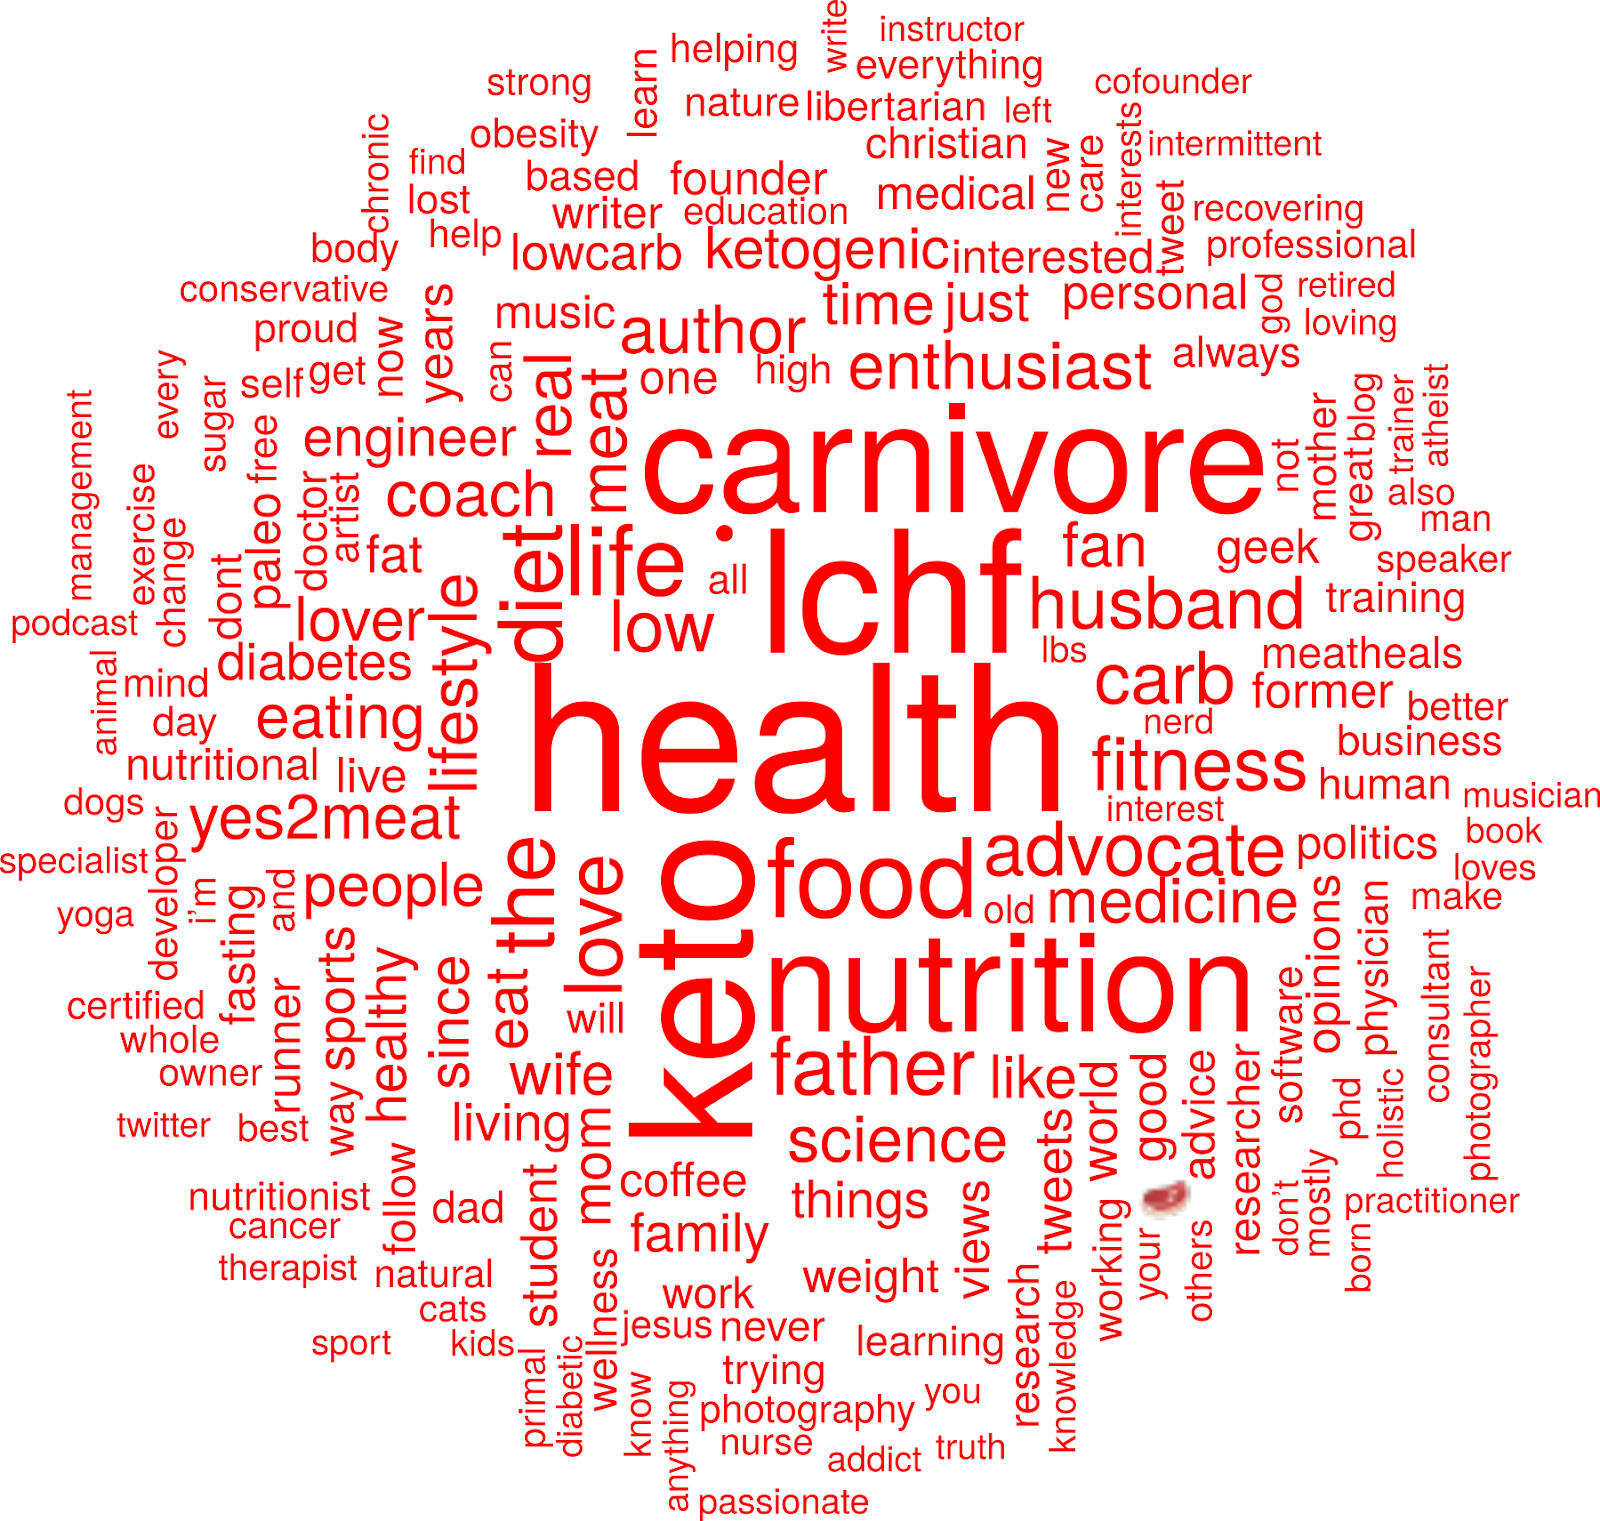 write
instructor
helping
everything
learn
strong
cofounder
nature
libertarian
left
obesity
christian
interests
intermittent
chronic
find
based
founder
medical
new
care
lost
writer
education
tweet
recovering
body
help
lowcarb
ketogenic
interested
professional
conservative
years
music
author
time
just
personal
god
retired
proud
now
loving
every
sugar
self
get
can
real
meat
one
high
enthusiast
always
management
free
engineer
carnivore
not
mother
great
blog
trainer
atheist
exercise
change
paleo
doctor
artist
coach
also
man
dont
fat
diet
life
•
all
lchf
fan
geek
speaker
podcast
lover
lifestyle
low
husband
training
animal
mind
diabetes
lbs
meatheals
health
carb
former
day
eating
nerd
better
nutritional
live
fitness
business
human
dogs
yes2meat
interest
musician
specialist
developer
people
the
love
keto
food
advocate
politics
book
loves
yoga
i'm
fasting
and
old
medicine
opinions
physician
make
certified
whole
owner
runner
sports
healthy
since
eat
will
nutrition
software
consultant
photographer
twitter
best
way
wife
living
mom
father
like
world
good
advice
researcher
phd
holistic
science
nutritionist
cancer
follow
dad
student
coffee
family
things
views
tweets
working
your
others
don't
mostly
born
practitioner
therapist
natural
wellness
work
weight
research
knowledge
cats
sport
kids
primal
diabetic
jesus
never
learning
know
anything
trying
photography
you
nurse
addict
truth
passionate